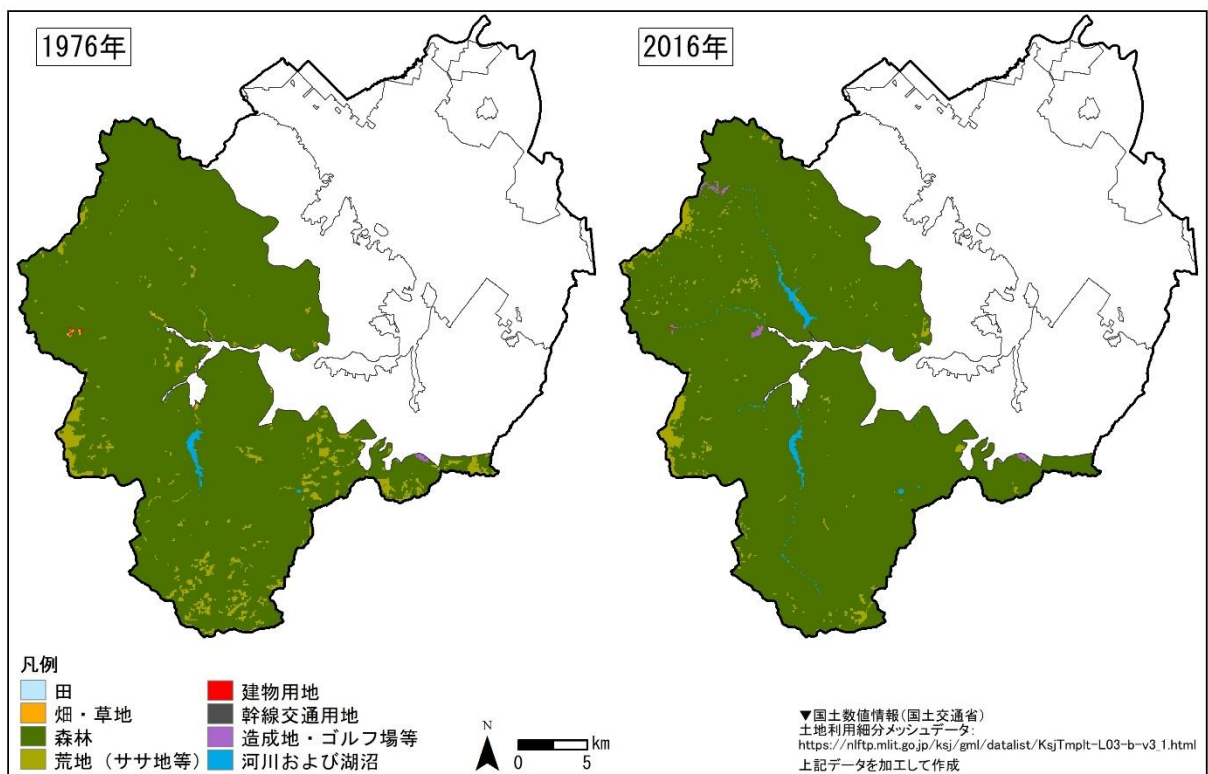 1976年
2016年
凡例
田
畑・草地
森林
荒地（ササ地等）
建物用地
幹線交通用地
造成地・ゴルフ場等
河川および湖沼
N
0 5 km
▼国土数値情報（国土交通省）
土地利用細分メッシュデータ：
https://nlftp.mlit.go.jp/ksj/gml/datalist/KsjTmplt-L03-b-v3_1.html
上記データを加工して作成